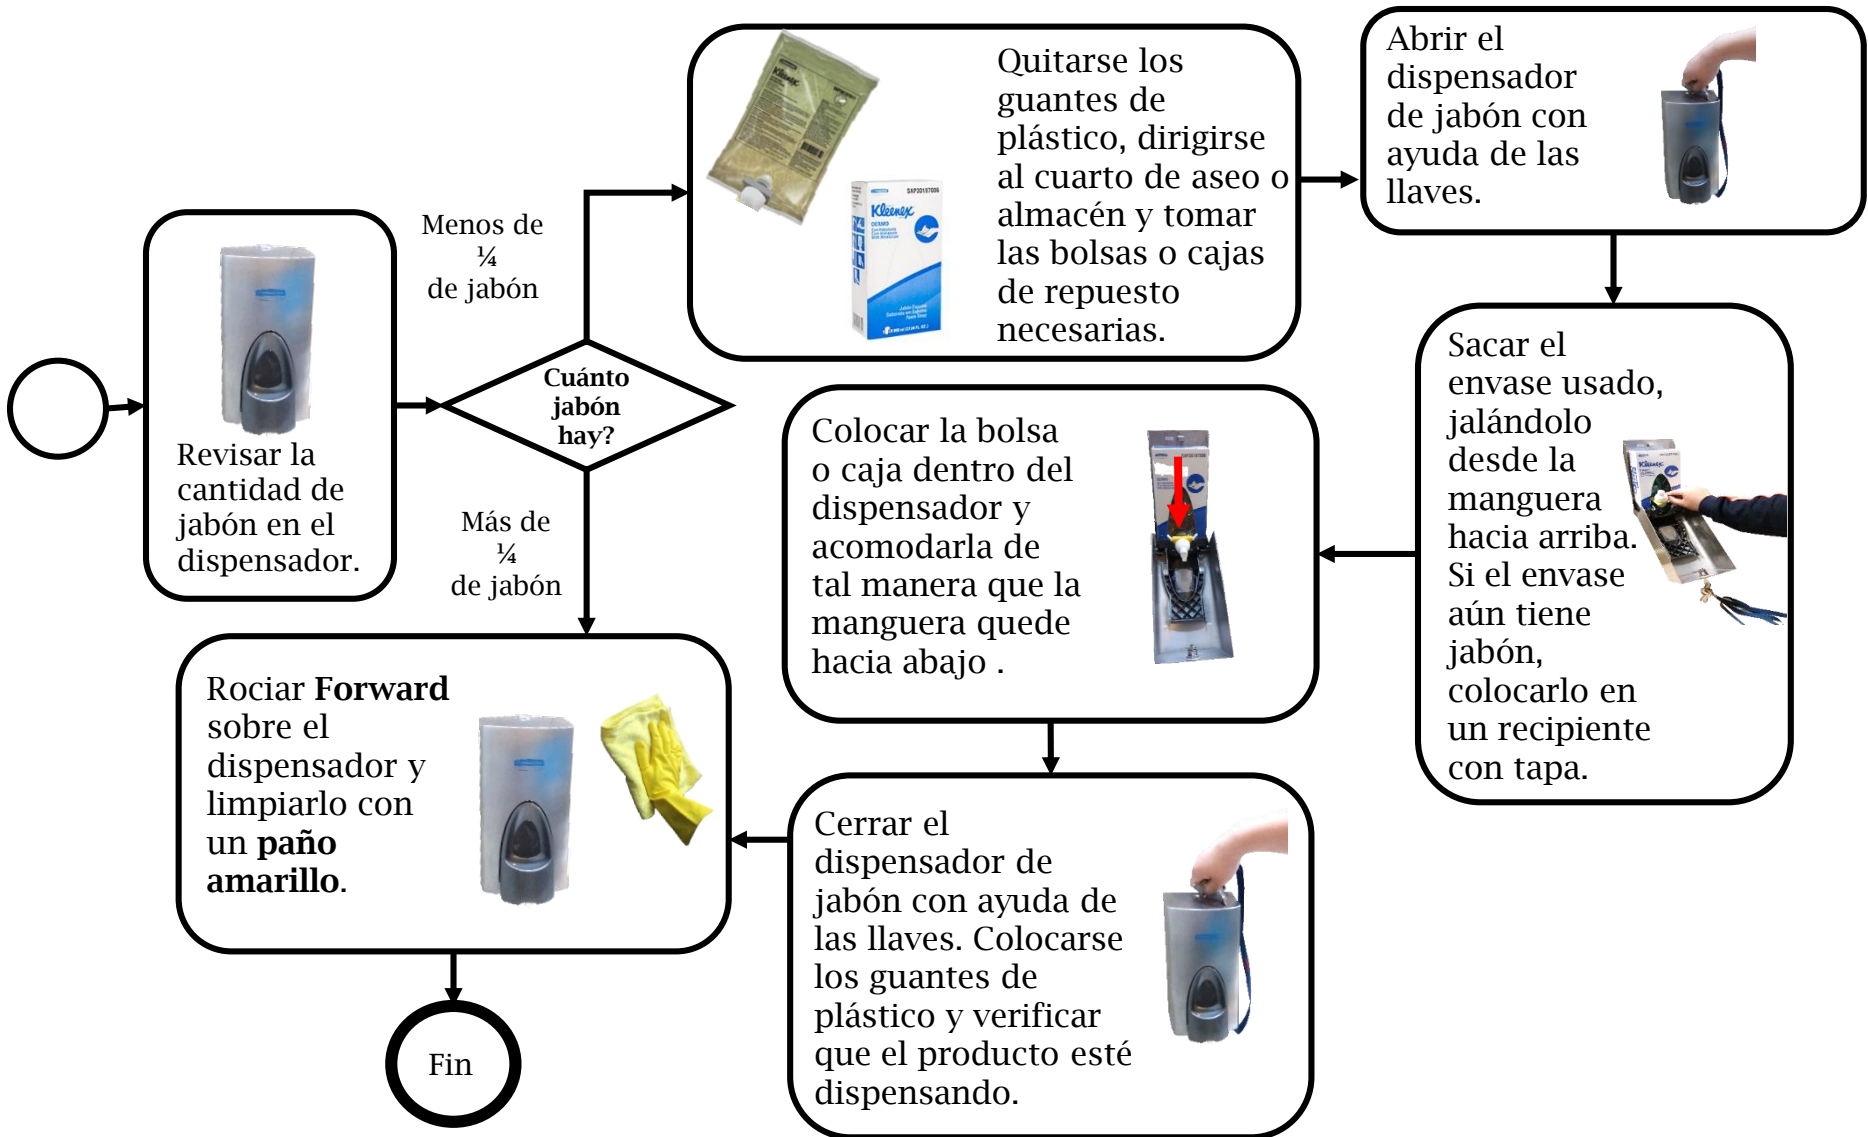 Revisar la
cantidad de
jabón en el
dispensador.
Cuánto
jabón
hay?
Menos de
¼
de jabón
Más de
¼
de jabón
Kleenex
SAP30187006
Kleenex
Quitarse los
guantes de
plástico, dirigirse
al cuarto de aseo o
almacén y tomar
las bolsas o cajas
de repuesto
necesarias.
Abrir el
dispensador
de jabón con
ayuda de las
llaves.
Sacar el
envase usado,
jalándolo
desde la
manguera
hacia arriba.
Si el envase
aún tiene
jabón,
colocarlo en
un recipiente
con tapa.
Kleenex
Colocar la bolsa
o caja dentro del
dispensador y
acomodarla de
tal manera que la
manguera quede
hacia abajo .
Cerrar el
dispensador de
jabón con ayuda de
las llaves. Colocarse
los guantes de
plástico y verificar
que el producto esté
dispensando.
Rociar Forward
sobre el
dispensador y
limpiarlo con
un paño
amarillo.
Fin